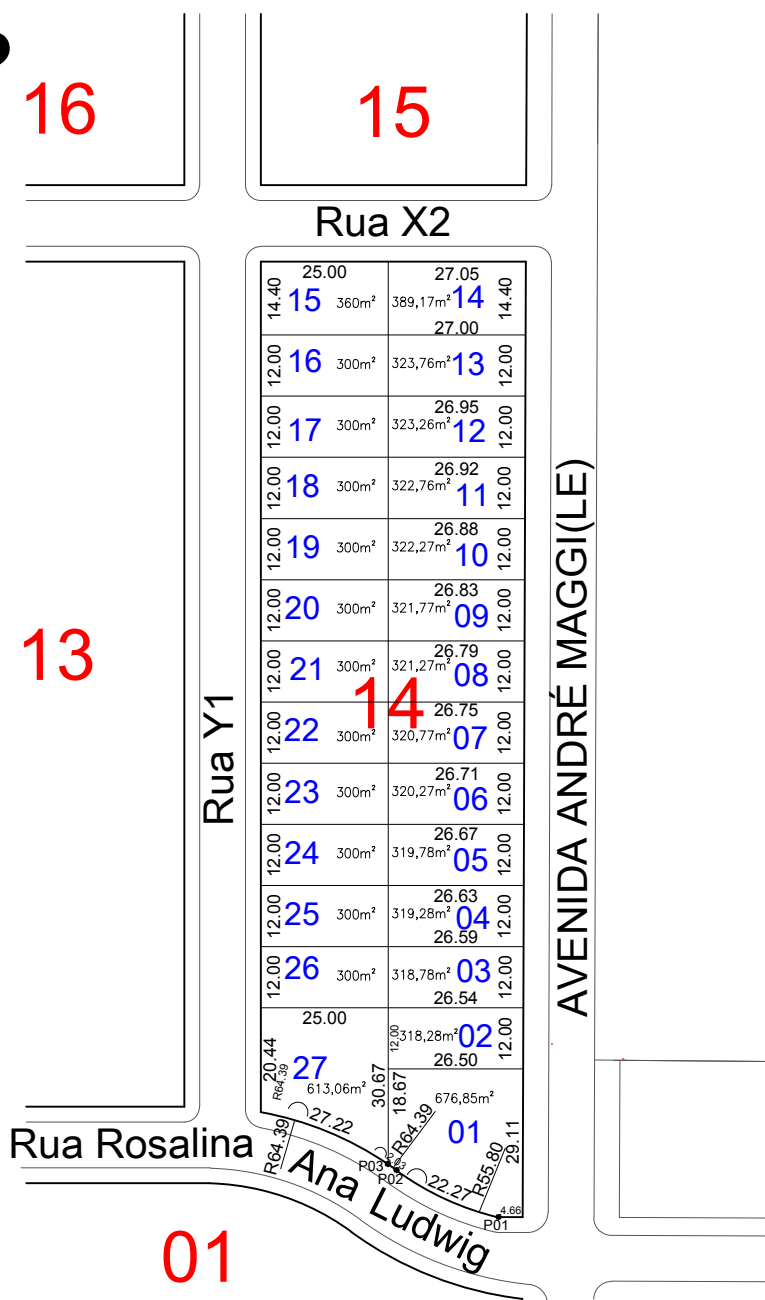 16
15
Rua X2
25.00
27.05
14.40
15
360m²
389,17m²
14
14.40
27.00
12.00
16
300m²
323,76m²
13
12.00
26.95
12.00
17
300m²
323,26m²
12
12.00
26.92
12.00
18
300m²
322,76m²
11
12.00
26.88
12.00
19
300m²
322,27m²
10
12.00
26.83
12.00
20
300m²
321,77m²
09
12.00
26.79
12.00
21
300m²
321,27m²
08
12.00
13
14
26.75
12.00
22
300m²
320,77m²
07
12.00
Rua Y1
AVENIDA ANDRÉ MAGGI(LE)
26.71
12.00
23
300m²
320,27m²
06
12.00
26.67
12.00
24
300m²
319,78m²
05
12.00
26.63
12.00
25
300m²
319,28m²
04
12.00
26.59
12.00
26
300m²
318,78m²
03
12.00
26.54
25.00
12.00
318,28m²
02
12.00
26.50
20.44
R64.39
27
613,06m²
30.67
18.67
676,85m²
01
29.11
27.22
R64.39
R64.39
2.03
P03
P02
22.27
R55.80
4.66
P01
Rua Rosalina
Ana Ludwig
01